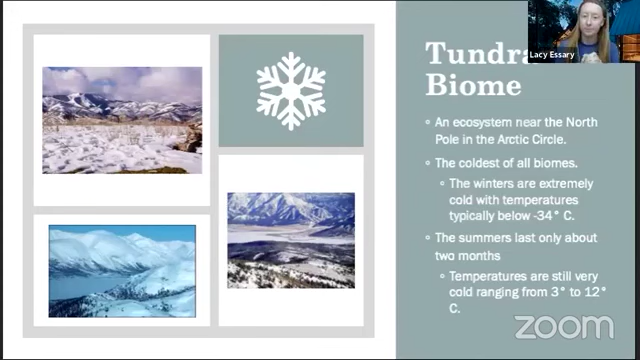 Tundra
Biome
An ecosystem near the North
Pole in the Arctic Circle.
The coldest of all biomes.
The winters are extremely
cold with temperatures
typically below -34° C.
The summers last only about
two months
Temperatures are still very
cold ranging from 3° to 12°
C.
Lacy Essary
zoom